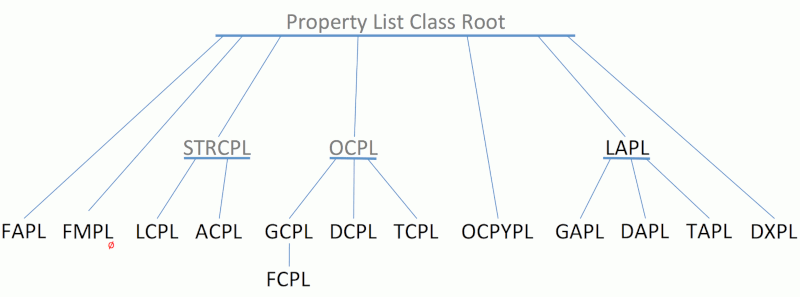 Property List Class Root
STRCPL OCPL LAPL
FAPL FMPL LCPL ACPL GCPL DCPL TCPL OCPYPL GAPL DAPL TAPL DXPL
ø
FCPL